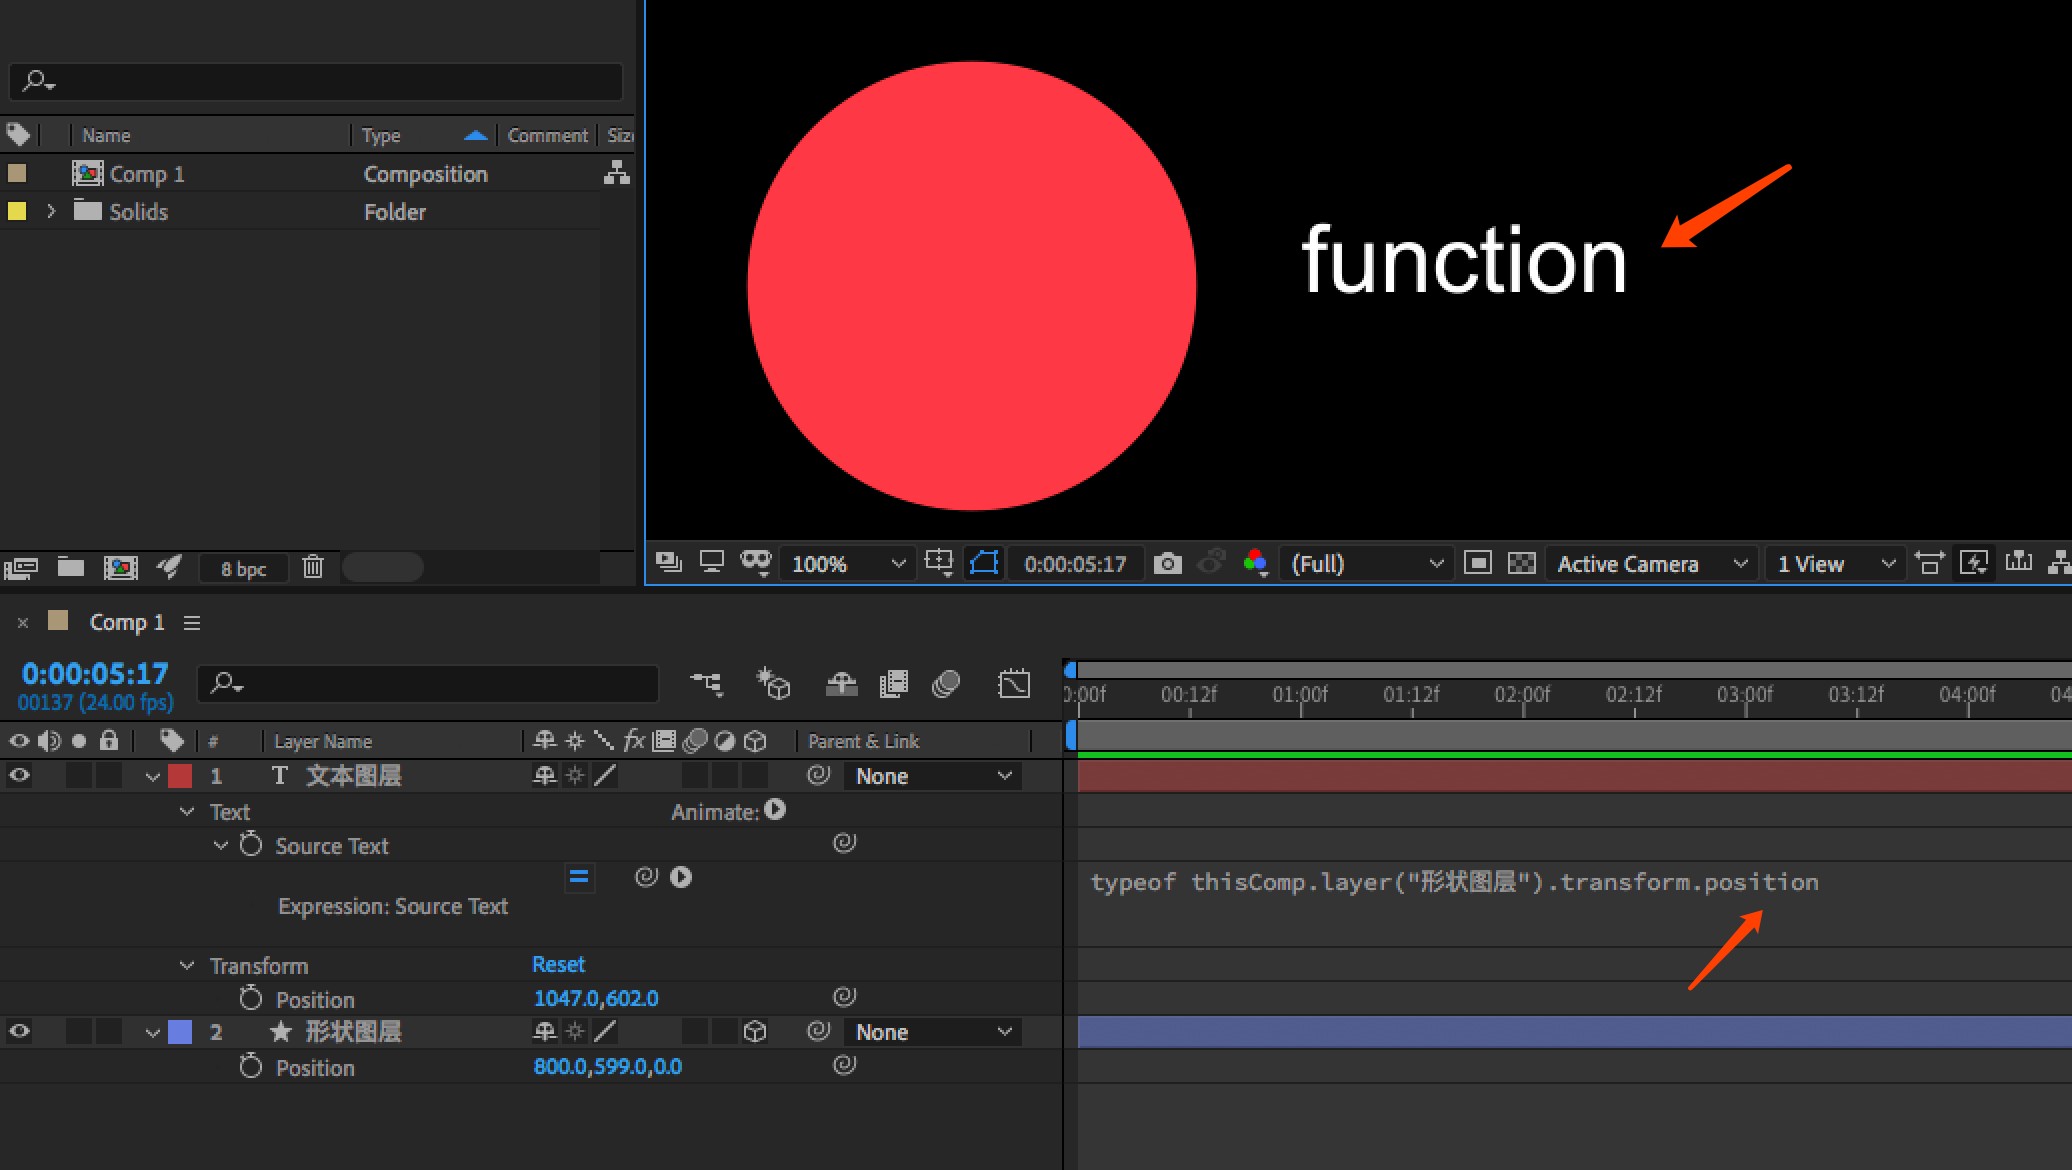 Name Type Comment Siz
Comp 1 Composition
Solids Folder
function
8 bpc
100% 0:00:05:17 (Full) Active Camera 1 View
× Comp 1
0:00:05:17
00137 (24.00 fps)
0:00f 00:12f 01:00f 01:12f 02:00f 02:12f 03:00f 03:12f 04:00f 04
# Layer Name fx Parent & Link
1 T 文本图层 None
Text Animate:
Source Text
typeof thisComp.layer("形状图层").transform.position
Expression: Source Text
Transform Reset
Position 1047.0,602.0
2 形状图层 None
Position 800.0,599.0,0.0